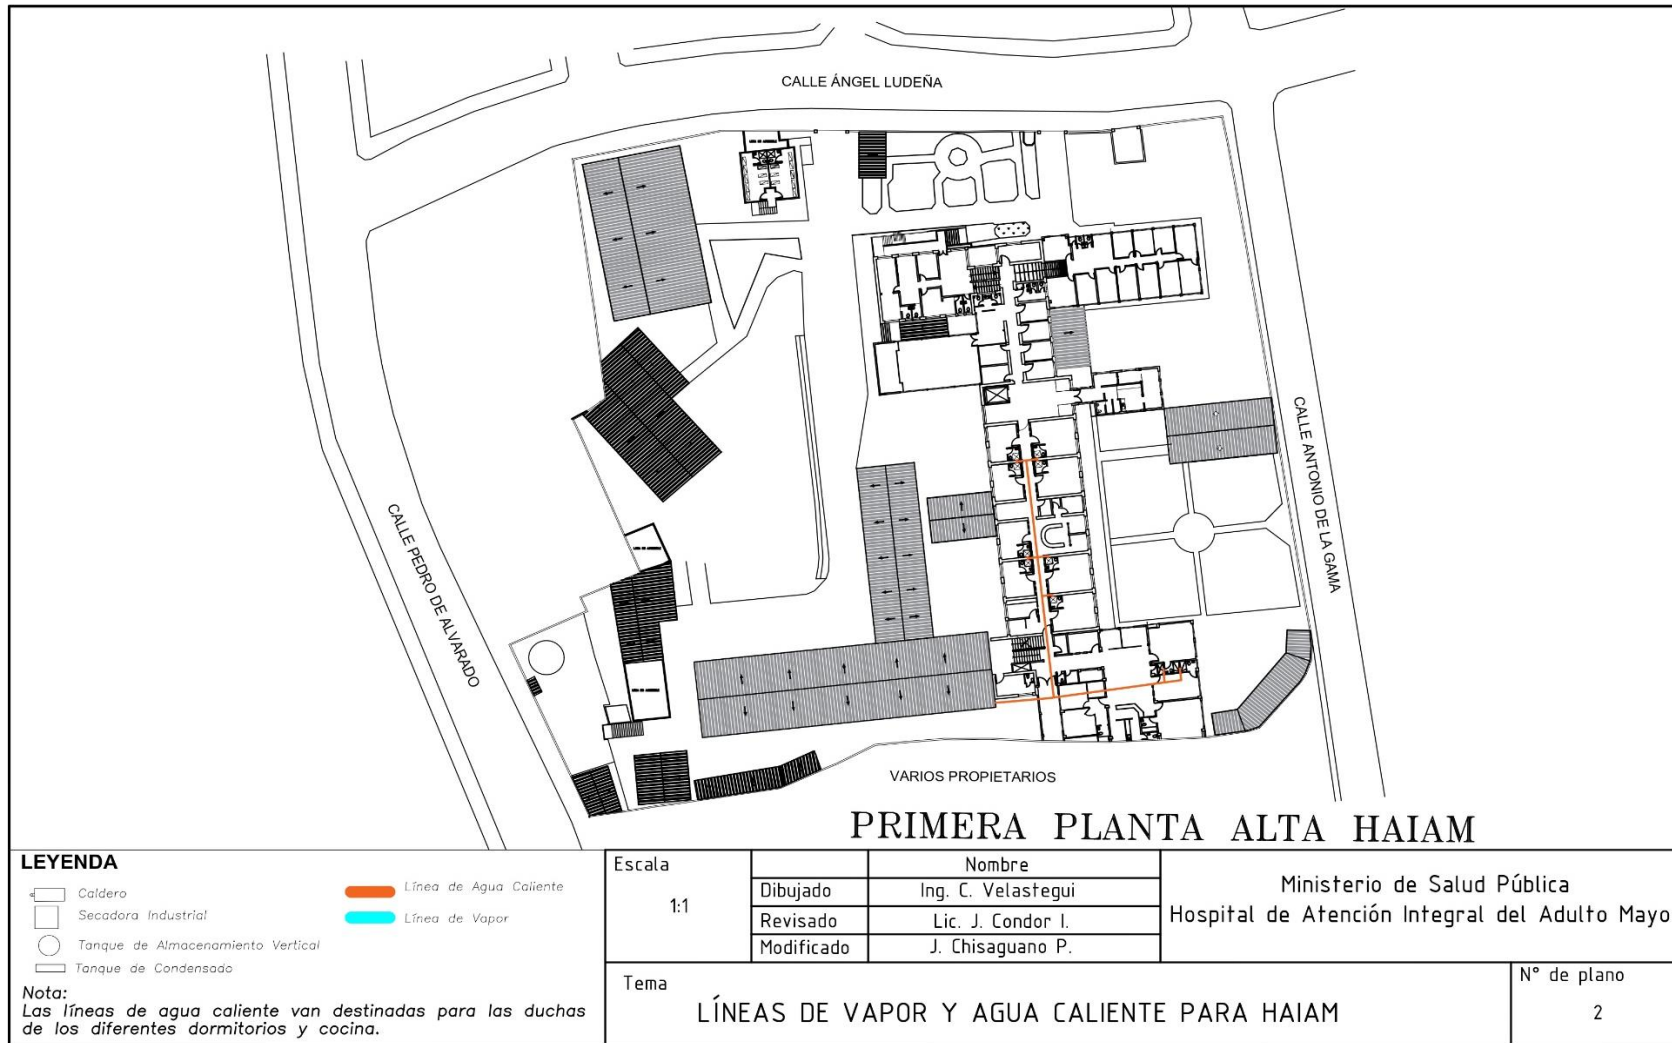 CALLE ÁNGEL LUDEÑA
CALLE PEDRO DE ALVARADO
CALLE ANTONIO DE LA GAMA
VARIOS PROPIETARIOS
PRIMERA PLANTA ALTA HAIAM
LEYENDA
Caldero
Secadora Industrial
Tanque de Almacenamiento Vertical
Tanque de Condensado
Línea de Agua Caliente
Línea de Vapor
Nota:
Las líneas de agua caliente van destinadas para las duchas
de los diferentes dormitorios y cocina.
Escala
1:1
Nombre
Dibujado Ing. C. Velastegui
Revisado Lic. J. Condor I.
Modificado J. Chisaguano P.
Ministerio de Salud Pública
Hospital de Atención Integral del Adulto Mayo
Tema
LÍNEAS DE VAPOR Y AGUA CALIENTE PARA HAIAM
N° de plano
2